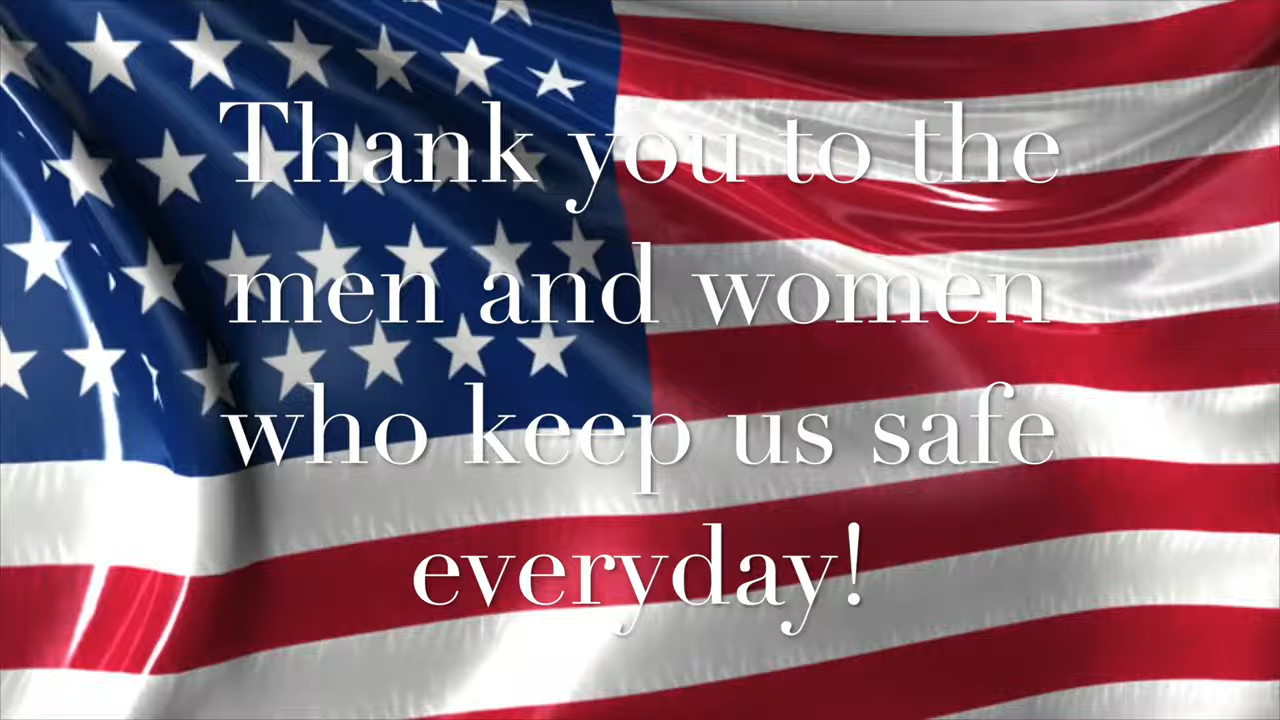 Thank you to the
men and women
who keep us safe
everyday!